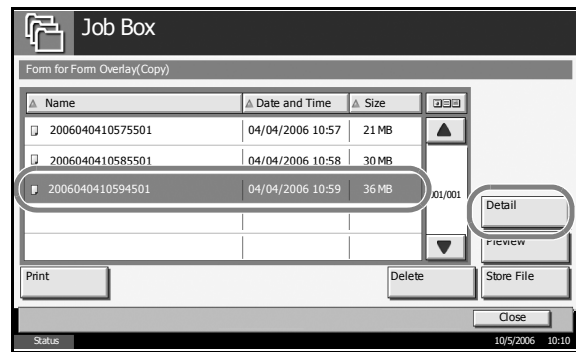 Job Box
Form for Form Overlay(Copy)
Name Date and Time Size
2006040410575501 04/04/2006 10:57 21 MB
2006040410585501 04/04/2006 10:58 30 MB
2006040410594501 04/04/2006 10:59 36 MB
001/001
Detail
Preview
Print Delete Store File
Close
Status 10/5/2006 10:10